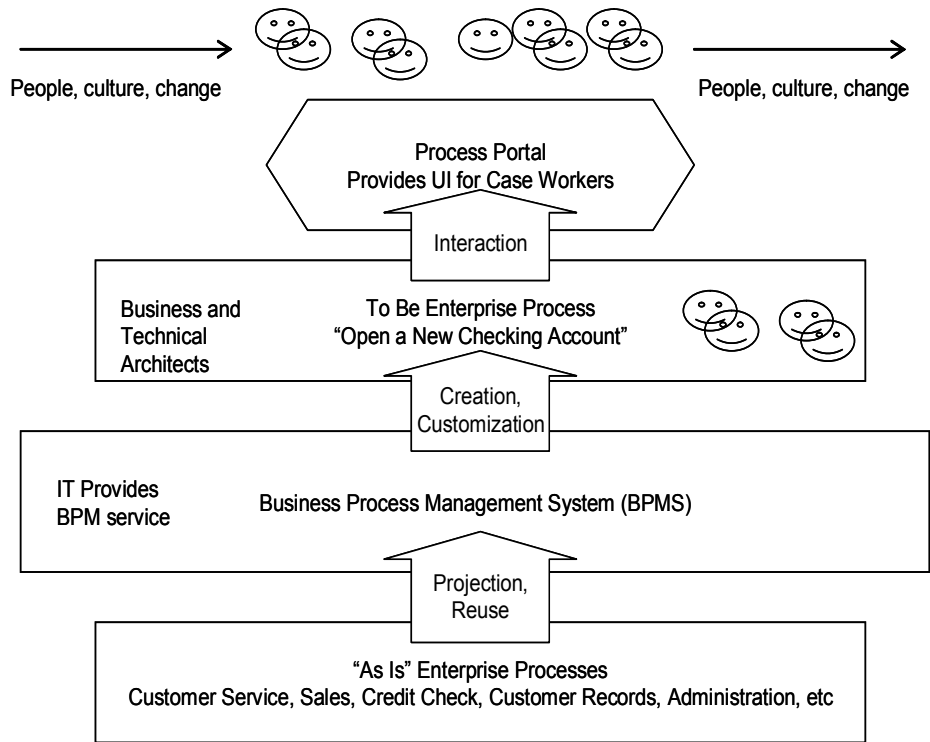 People, culture, change
People, culture, change
Process Portal
Provides UI for Case Workers
Interaction
Business and
Technical
Architects
To Be Enterprise Process
“Open a New Checking Account”
Creation,
Customization
IT Provides
BPM service
Business Process Management System (BPMS)
Projection,
Reuse
“As Is” Enterprise Processes
Customer Service, Sales, Credit Check, Customer Records, Administration, etc